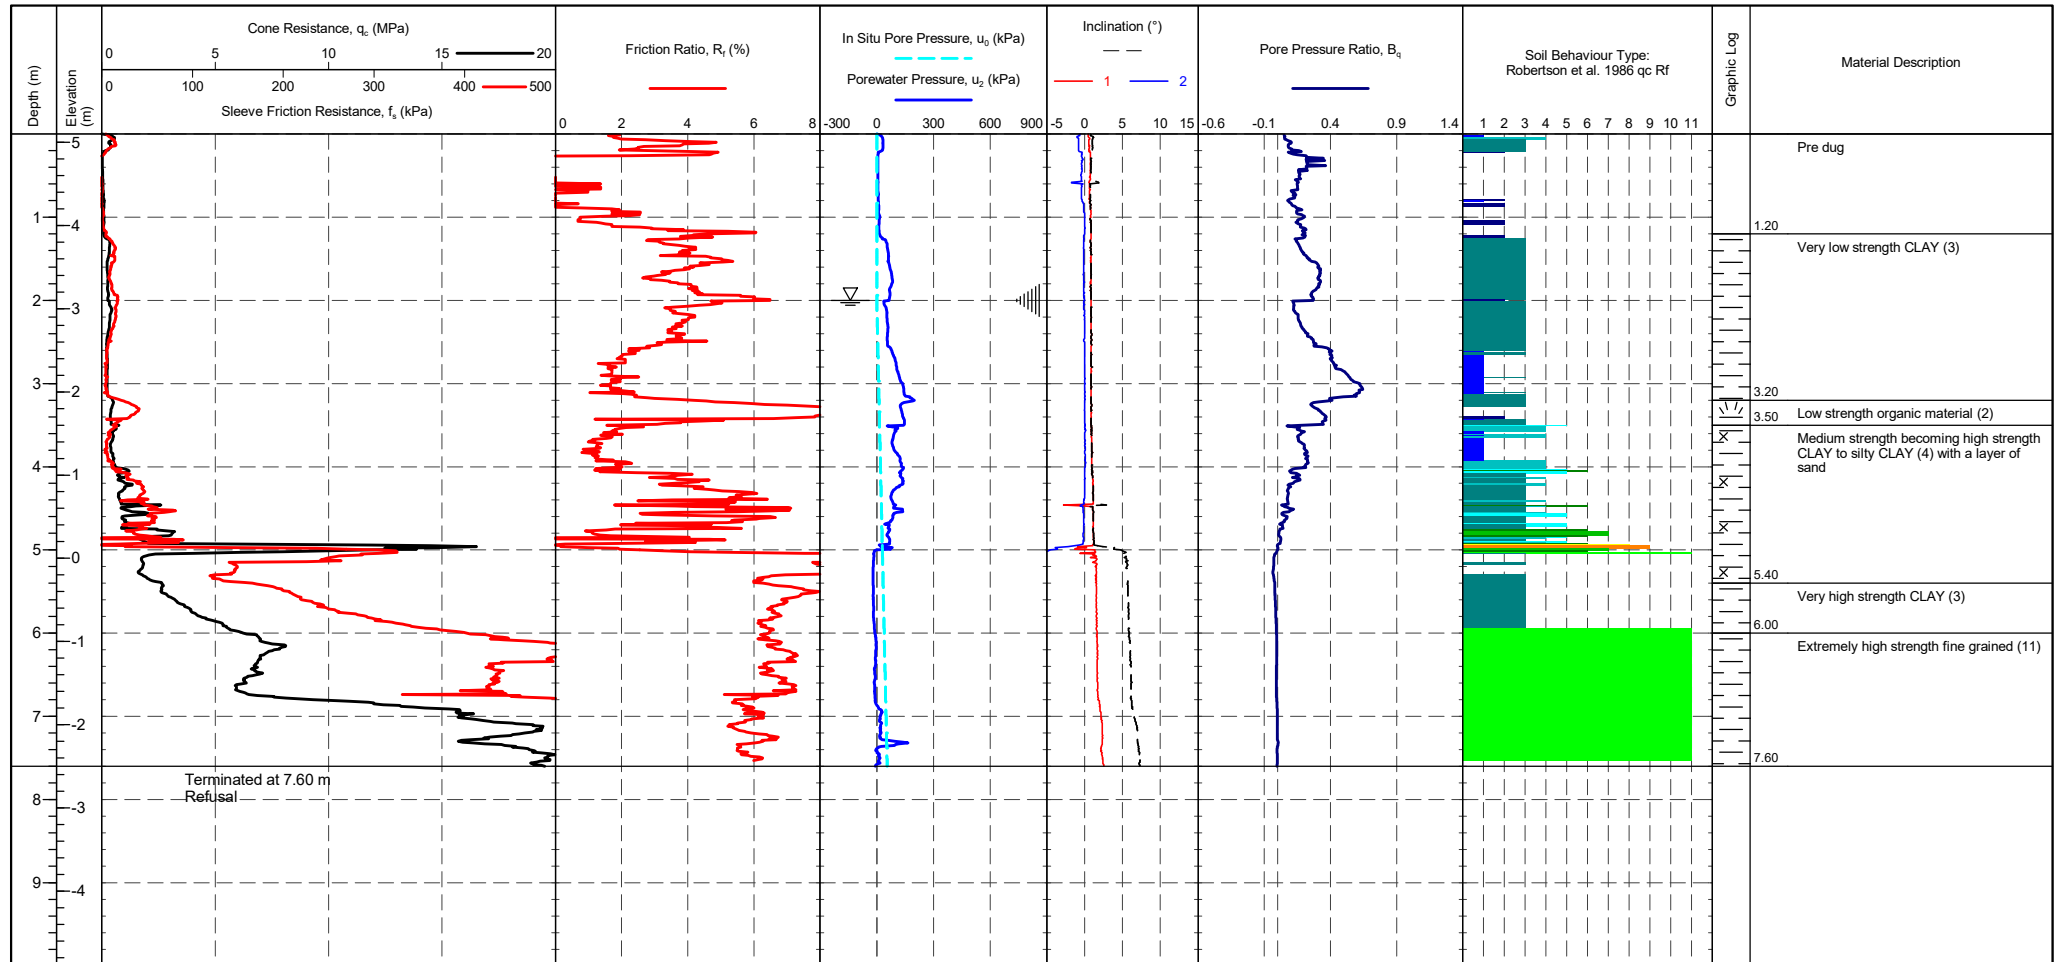 Depth (m)
Elevation (m)
Cone Resistance, qc (MPa)
0 5 10 15 20
100 200 300 400 500
Sleeve Friction Resistance, fs (kPa)
Friction Ratio, Rf (%)
0 2 4 6 8
In Situ Pore Pressure, u0 (kPa)
Porewater Pressure, u2 (kPa)
-300 0 300 600 900
Inclination (°)
1 2
-5 0 5 10 15
Pore Pressure Ratio, Bq
-0.6 -0.1 0.4 0.9 1.4
Soil Behaviour Type:
Robertson et al. 1986 qc Rf
1 2 3 4 5 6 7 8 9 10 11
Graphic Log
Material Description
5
Pre dug
1
4
1.20
Very low strength CLAY (3)
2
3
3
2
3.20
3.50
Low strength organic material (2)
Medium strength becoming high strength
CLAY to silty CLAY (4) with a layer of
sand
4
1
5
0
5.40
Very high strength CLAY (3)
6
-1
6.00
Extremely high strength fine grained (11)
7
-2
7.60
Terminated at 7.60 m
Refusal
8
-3
9
-4